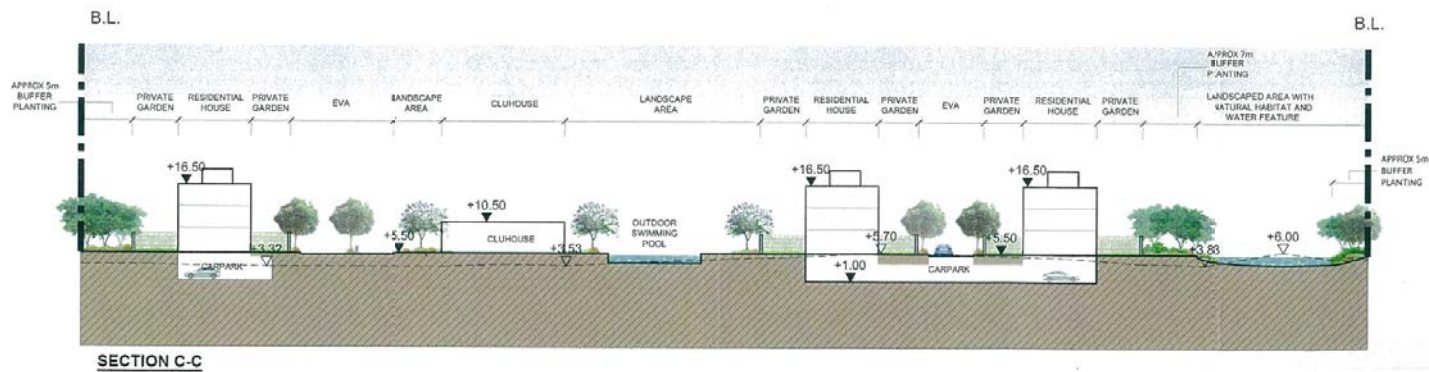 B.L.
B.L.
APPROX 5m
BUFFER
PLANTING
PRIVATE
GARDEN
RESIDENTIAL
HOUSE
PRIVATE
GARDEN
EVA
LANDSCAPE
AREA
CLUHOUSE
LANDSCAPE
AREA
PRIVATE
GARDEN
RESIDENTIAL
HOUSE
PRIVATE
GARDEN
EVA
PRIVATE
GARDEN
RESIDENTIAL
HOUSE
PRIVATE
GARDEN
APPROX 7m
BUFFER
PLANTING
LANDSCAPED AREA WITH
NATURAL HABITAT AND
WATER FEATURE
APPROX 5m
BUFFER
PLANTING
+16.50
+10.50
+16.50
+16.50
CLUHOUSE
OUTDOOR
SWIMMING
POOL
+3.32
+5.50
+3.53
+5.70
+5.50
+3.83
+6.00
CARPARK
+1.00
CARPARK
SECTION C-C